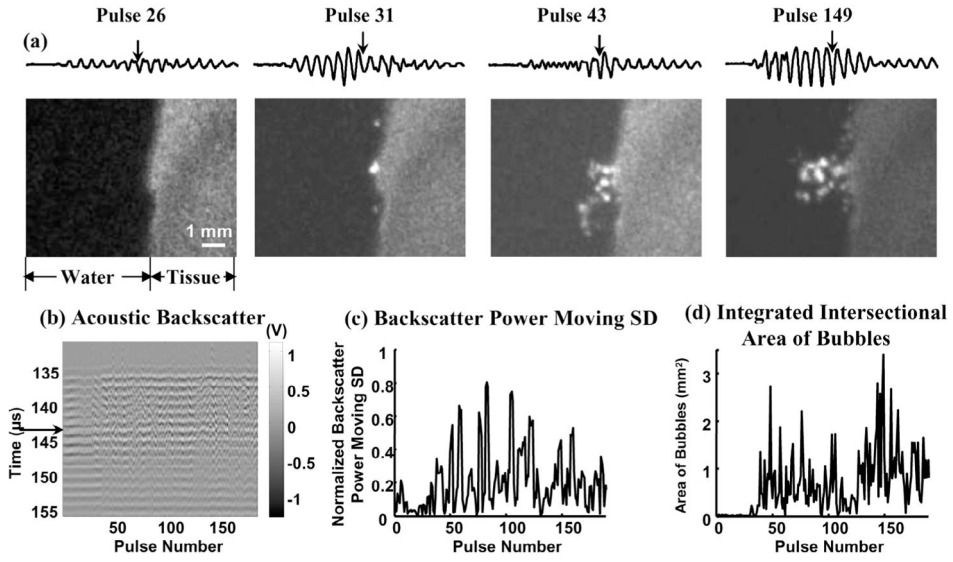 Pulse 26 Pulse 31 Pulse 43 Pulse 149
(a)
1 mm
Water Tissue
(b) Acoustic Backscatter
(V)
1
0.5
0
-0.5
-1
Time (µs)
135
140
145
150
155
50 100 150
Pulse Number
(c) Backscatter Power Moving SD
Normalized Backscatter
Power Moving SD
1
0.8
0.6
0.4
0.2
0
0 50 100 150
Pulse Number
(d) Integrated Intersectional
Area of Bubbles
Area of Bubbles (mm²)
3
2
1
0
0 50 100 150
Pulse Number